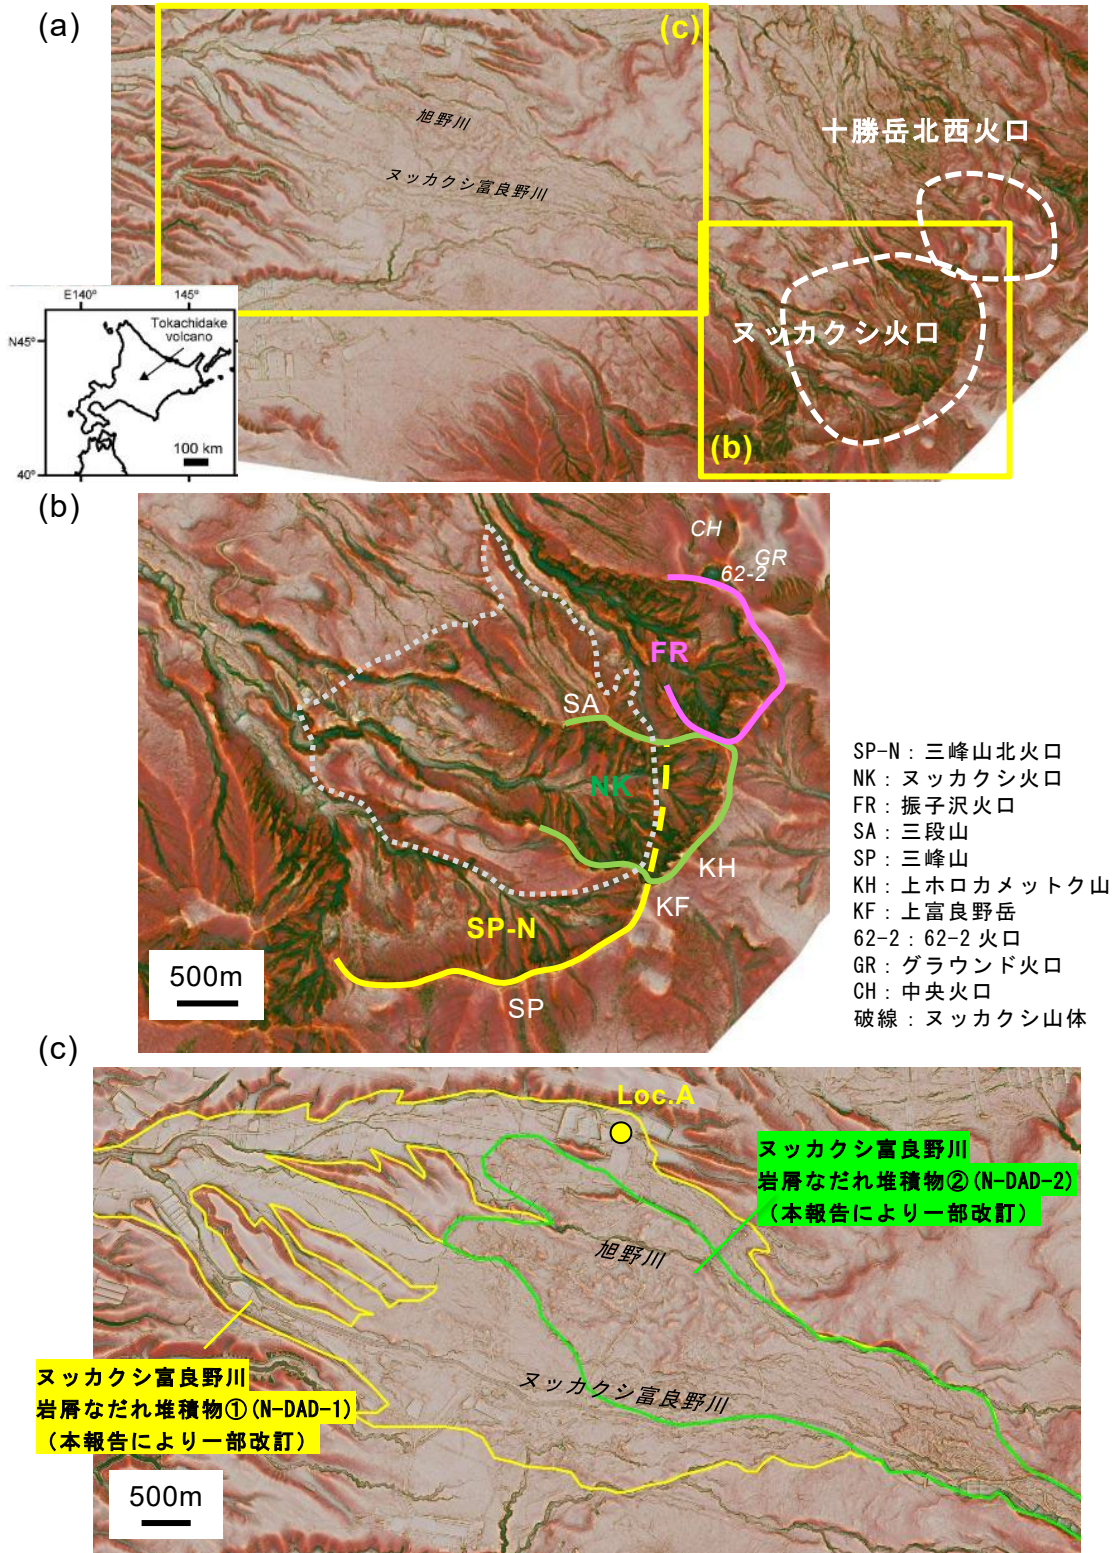 (a)
(c)
旭野川
ヌッカクシ富良野川
十勝岳北西火口
ヌッカクシ火口
(b)
E140°
145°
Tokachidake
volcano
N45°
100 km
40°
(b)
CH
GR
62-2
FR
SA
NK
KH
KF
SP-N
SP
500m
SP-N：三峰山北火口
NK：ヌッカクシ火口
FR：振子沢火口
SA：三段山
SP：三峰山
KH：上ホロカメットク山
KF：上富良野岳
62-2：62-2 火口
GR：グラウンド火口
CH：中央火口
破線：ヌッカクシ山体
(c)
Loc.A
ヌッカクシ富良野川
岩屑なだれ堆積物②(N-DAD-2)
（本報告により一部改訂）
旭野川
ヌッカクシ富良野川
ヌッカクシ富良野川
岩屑なだれ堆積物①(N-DAD-1)
（本報告により一部改訂）
500m